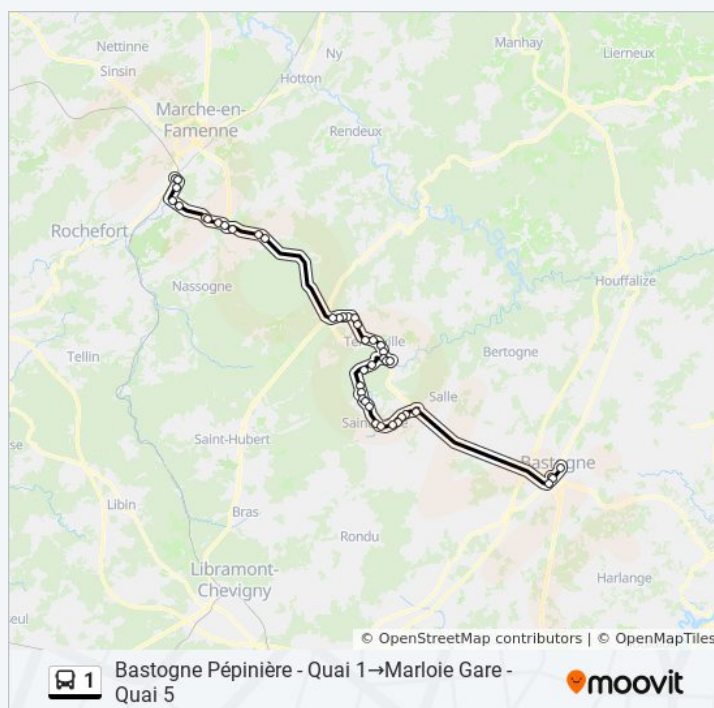 Nettinne
Sinsin
Ny
Hotton
Manhay
Lierneux
Marche-en-
Famenne
Rendeux
Rochefort
Nassogne
Houffalize
Tellin
Bertogne
Salle
Saint-Hubert
Bastogne
Libin
Bras
Rondu
Libramont-
Chevigny
Harlange
© OpenStreetMap contributors | © OpenMapTiles
1
Bastogne Pépinière - Quai 1→Marloie Gare -
Quai 5
moovit